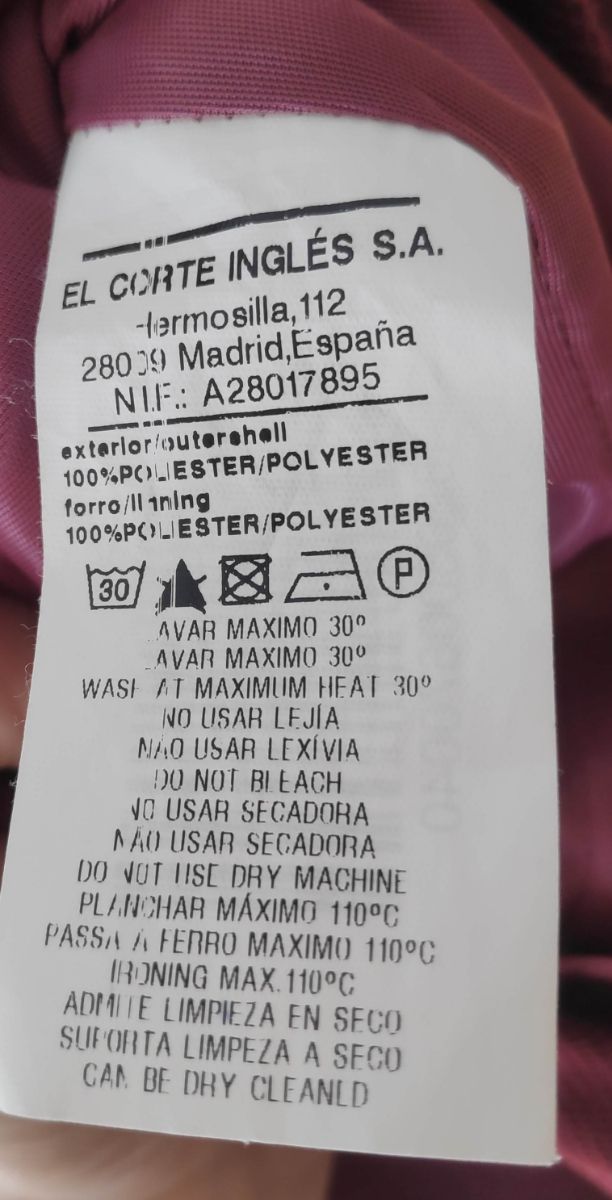 EL CORTE INGLÉS S.A.
Hermosilla,112
28009 Madrid,España
N.I.F.: A28017895
exterior/outershell
100%POLIESTER/POLYESTER
forro/linning
100%POLIESTER/POLYESTER
30 P
LAVAR MAXIMO 30º
LAVAR MAXIMO 30º
WASH AT MAXIMUM HEAT 30º
NO USAR LEJÍA
NÃO USAR LEXÍVIA
DO NOT BLEACH
NO USAR SECADORA
NÃO USAR SECADORA
DO NOT USE DRY MACHINE
PLANCHAR MÁXIMO 110ºC
PASSA A FERRO MAXIMO 110ºC
IRONING MAX.110ºC
ADMITE LIMPIEZA EN SECO
SUPORTA LIMPEZA A SECO
CAN BE DRY CLEANED